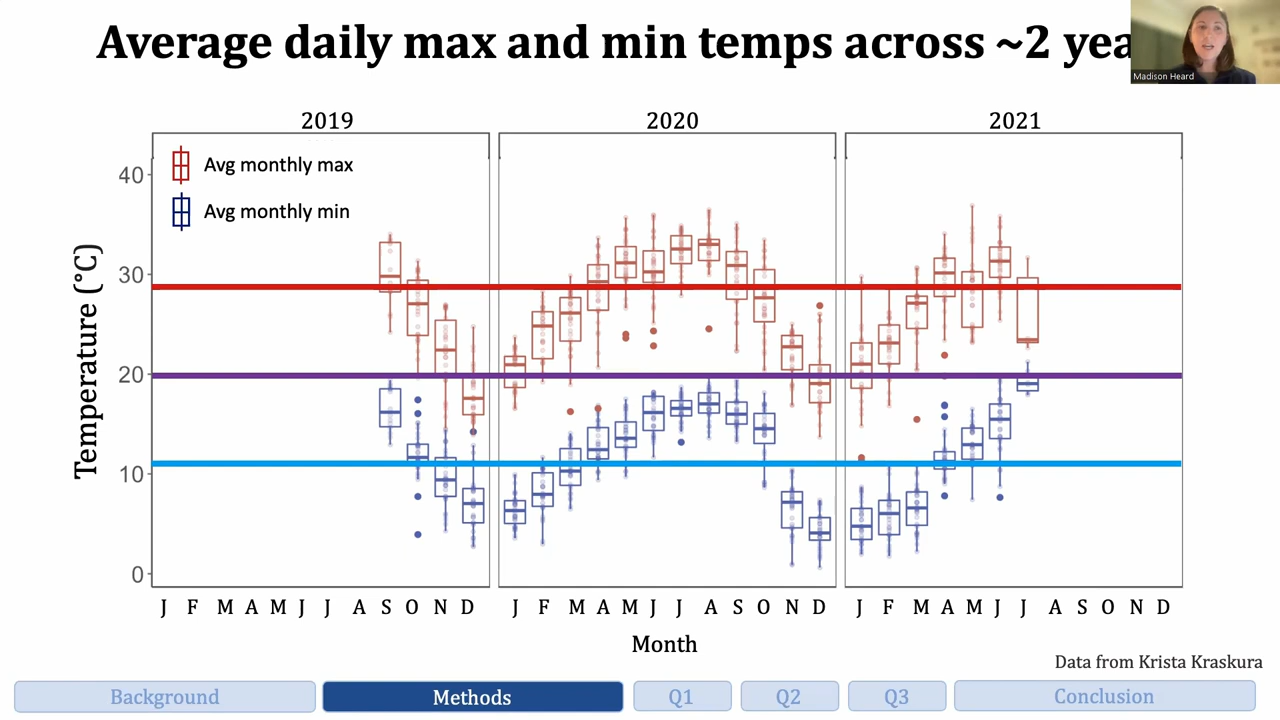 Average daily max and min temps across ~2 yea
Madison Heard
2019 2020 2021
Avg monthly max
Avg monthly min
40
30
20
10
0
Temperature (°C)
J F M A M J J A S O N D J F M A M J J A S O N D J F M A M J J A S O N D
Month
Data from Krista Kraskura
Background Methods Q1 Q2 Q3 Conclusion